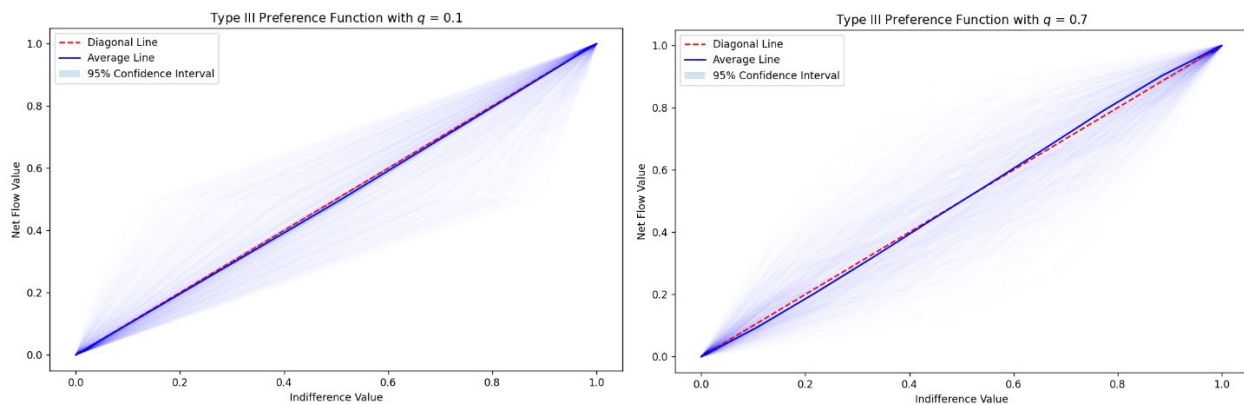 Type III Preference Function with q = 0.1
Diagonal Line
Average Line
95% Confidence Interval
1.0
0.8
0.6
0.4
0.2
0.0
Net Flow Value
0.0 0.2 0.4 0.6 0.8 1.0
Indifference Value
Type III Preference Function with q = 0.7
Diagonal Line
Average Line
95% Confidence Interval
1.0
0.8
0.6
0.4
0.2
0.0
Net Flow Value
0.0 0.2 0.4 0.6 0.8 1.0
Indifference Value